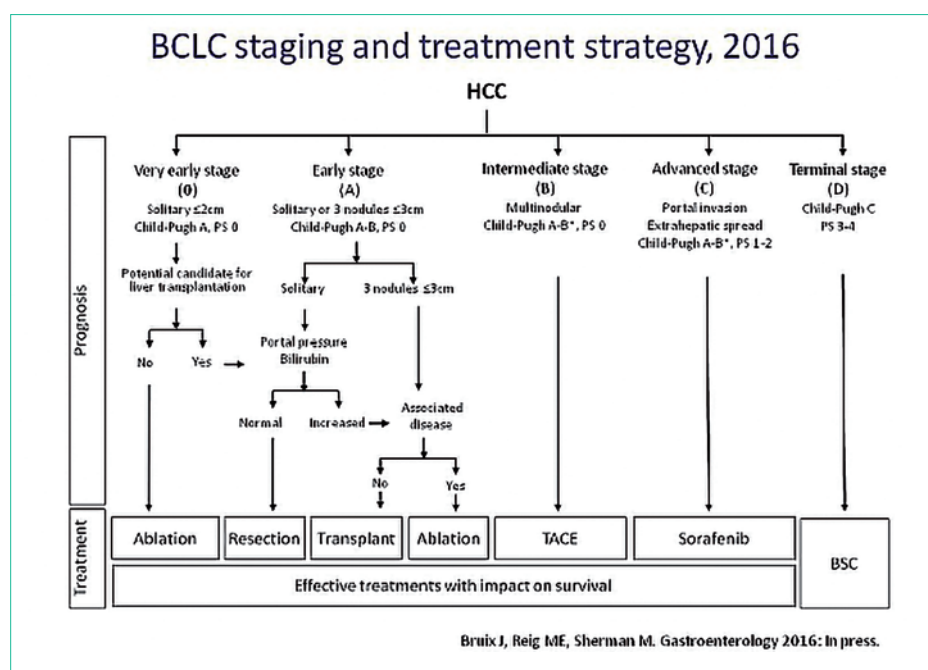 BCLC staging and treatment strategy, 2016
HCC
Prognosis
Very early stage
(0)
Solitary ≤2cm
Child-Pugh A, PS 0
Early stage
(A)
Solitary or 3 nodules ≤3cm
Child-Pugh A-B, PS 0
Intermediate stage
(B)
Multinodular
Child-Pugh A-B*, PS 0
Advanced stage
(C)
Portal invasion
Extrahepatic spread
Child-Pugh A-B*, PS 1-2
Terminal stage
(D)
Child-Pugh C
PS 3-4
Potential candidate for
liver transplantation
Solitary
3 nodules ≤3cm
No
Yes
Portal pressure
Bilirubin
Normal
Increased
Associated
disease
No
Yes
Treatment
Ablation
Resection
Transplant
Ablation
TACE
Sorafenib
BSC
Effective treatments with impact on survival
Bruix J, Reig ME, Sherman M. Gastroenterology 2016: In press.